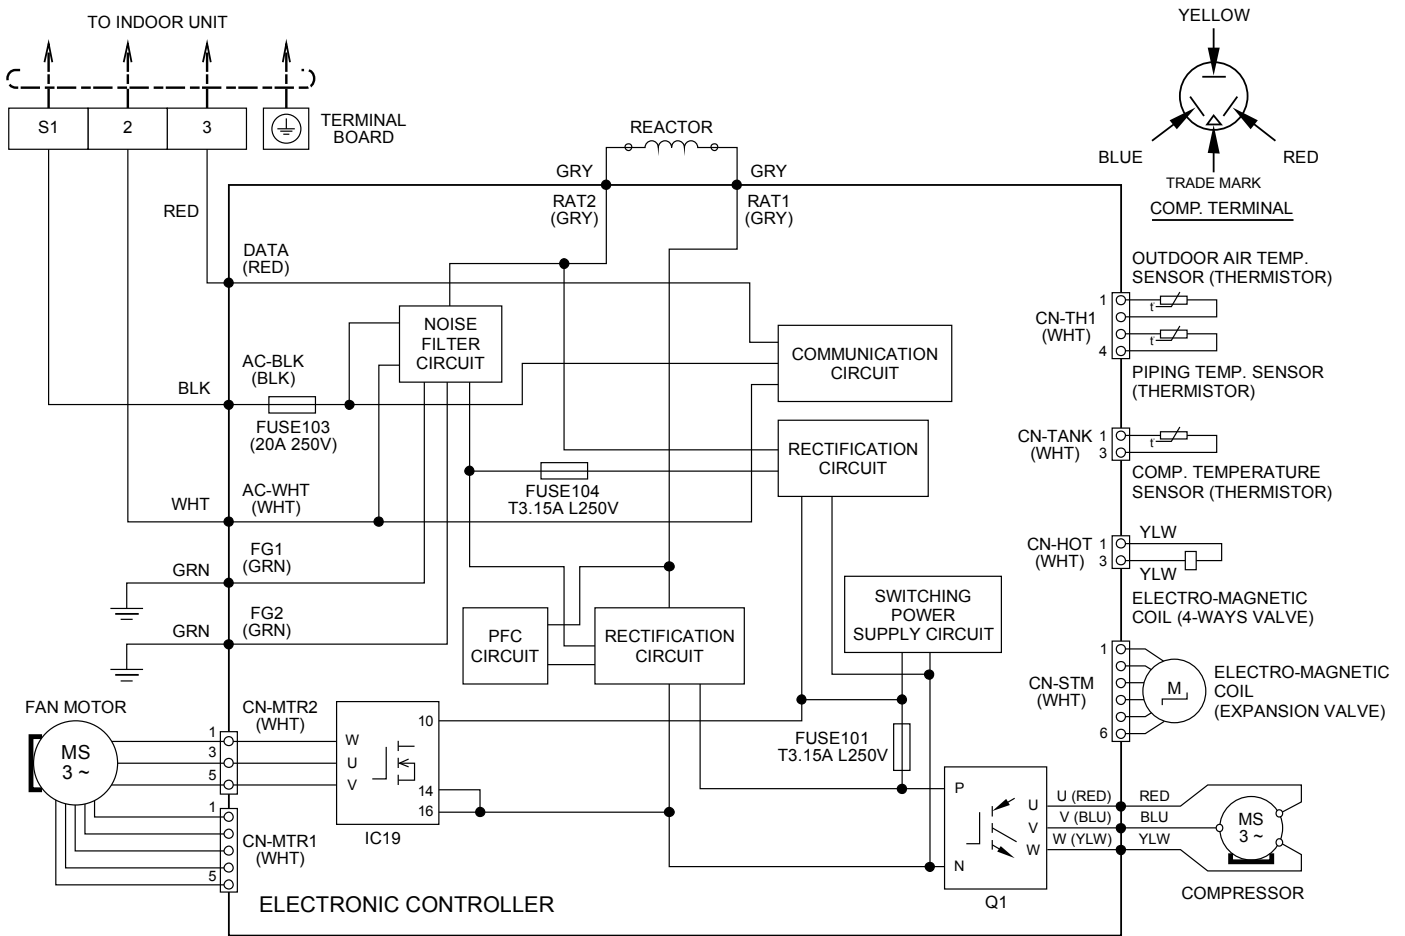 TO INDOOR UNIT
S1
2
3
TERMINAL
BOARD
YELLOW
BLUE
RED
TRADE MARK
COMP. TERMINAL
REACTOR
GRY
GRY
RAT2
(GRY)
RAT1
(GRY)
RED
DATA
(RED)
NOISE
FILTER
CIRCUIT
COMMUNICATION
CIRCUIT
BLK
AC-BLK
(BLK)
FUSE103
(20A 250V)
RECTIFICATION
CIRCUIT
FUSE104
T3.15A L250V
WHT
AC-WHT
(WHT)
GRN
FG1
(GRN)
GRN
FG2
(GRN)
PFC
CIRCUIT
RECTIFICATION
CIRCUIT
SWITCHING
POWER
SUPPLY CIRCUIT
FUSE101
T3.15A L250V
OUTDOOR AIR TEMP.
SENSOR (THERMISTOR)
CN-TH1
(WHT)
1
4
t
t
PIPING TEMP. SENSOR
(THERMISTOR)
CN-TANK
(WHT)
1
3
t
COMP. TEMPERATURE
SENSOR (THERMISTOR)
CN-HOT
(WHT)
1
3
YLW
YLW
ELECTRO-MAGNETIC
COIL (4-WAYS VALVE)
CN-STM
(WHT)
1
6
M
ELECTRO-MAGNETIC
COIL
(EXPANSION VALVE)
FAN MOTOR
MS
3 ~
CN-MTR2
(WHT)
1
3
5
W
U
V
10
14
16
IC19
CN-MTR1
(WHT)
1
5
P
N
U
V
W
Q1
U (RED)
V (BLU)
W (YLW)
RED
BLU
YLW
MS
3 ~
COMPRESSOR
ELECTRONIC CONTROLLER